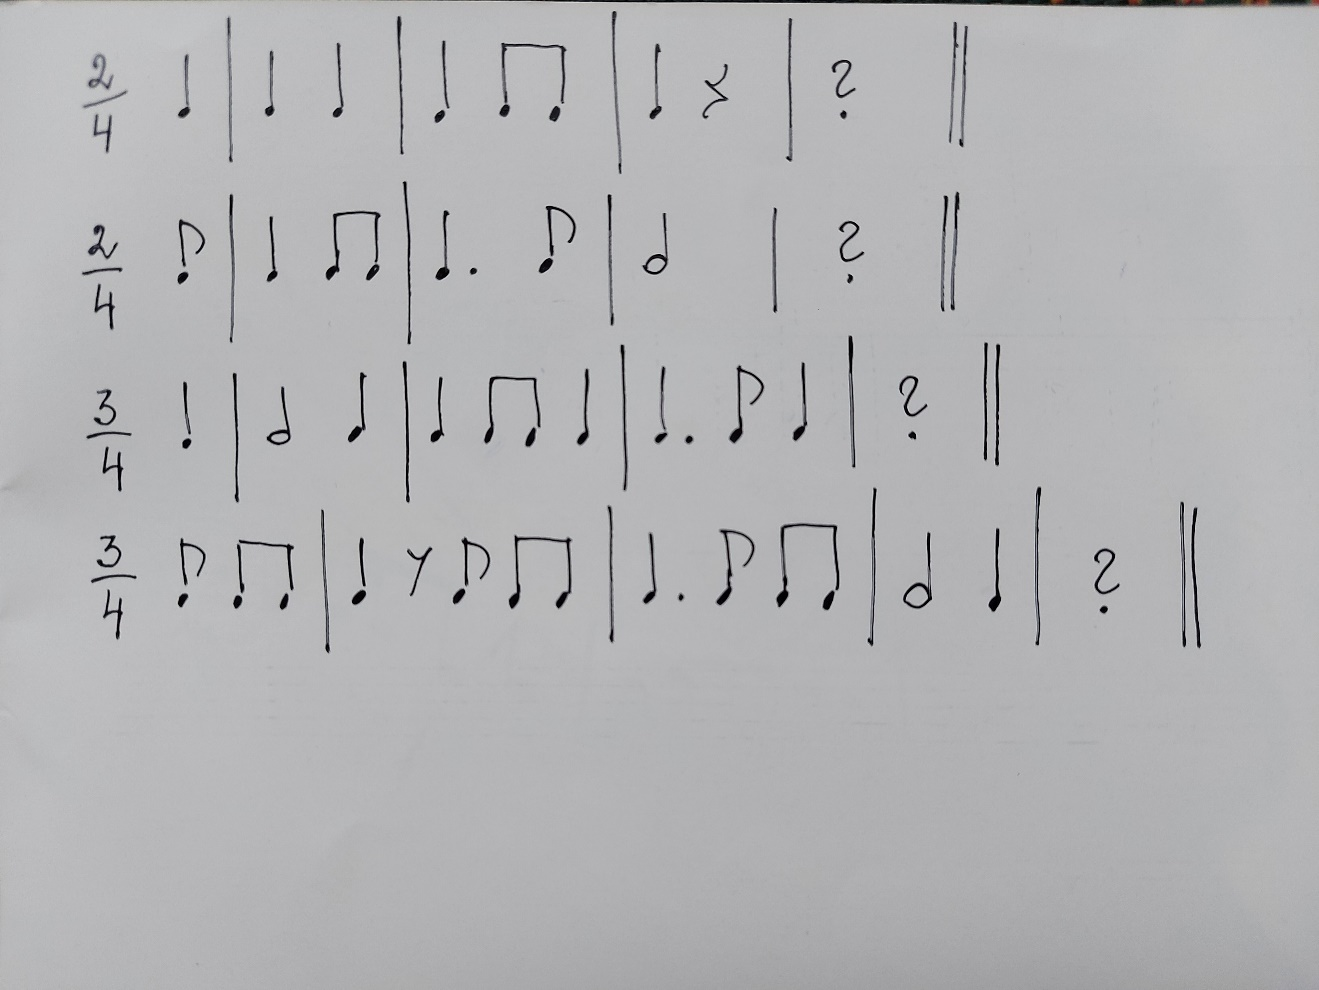 2/4 ♩ | ♩ ♩ | ♩ ♫ | ♩ 𝄽 | ? ||
2/4 ♪ | ♩ ♫ | ♩. ♪ | 𝅗𝅥 | ? ||
3/4 ♩ | 𝅗𝅥 ♩ | ♩ ♫ ♩ | ♩. ♪ ♩ | ? ||
3/4 ♪ ♫ | ♩ 𝄾 ♪ ♫ | ♩. ♪ ♫ | 𝅗𝅥 ♩ | ? ||